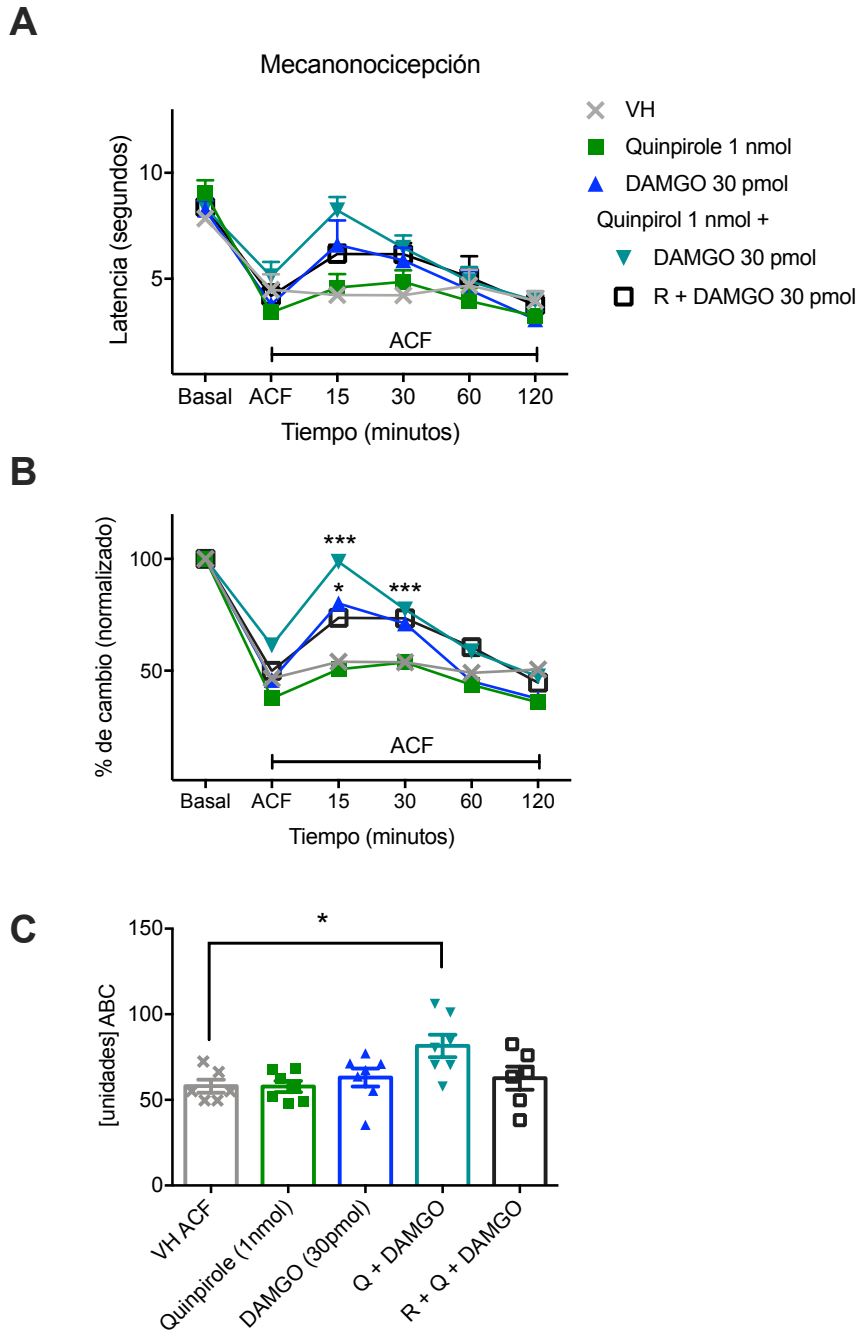 A
Mecanonocicepción
Latencia (segundos)
10
5
ACF
Basal ACF 15 30 60 120
Tiempo (minutos)
VH
Quinpirole 1 nmol
DAMGO 30 pmol
Quinpirol 1 nmol +
DAMGO 30 pmol
R + DAMGO 30 pmol
B
% de cambio (normalizado)
100
50
***
* ***
ACF
Basal ACF 15 30 60 120
Tiempo (minutos)
C
[unidades] ABC
150
100
50
0
*
VH ACF
Quinpirole (1nmol)
DAMGO (30pmol)
Q + DAMGO
R + Q + DAMGO